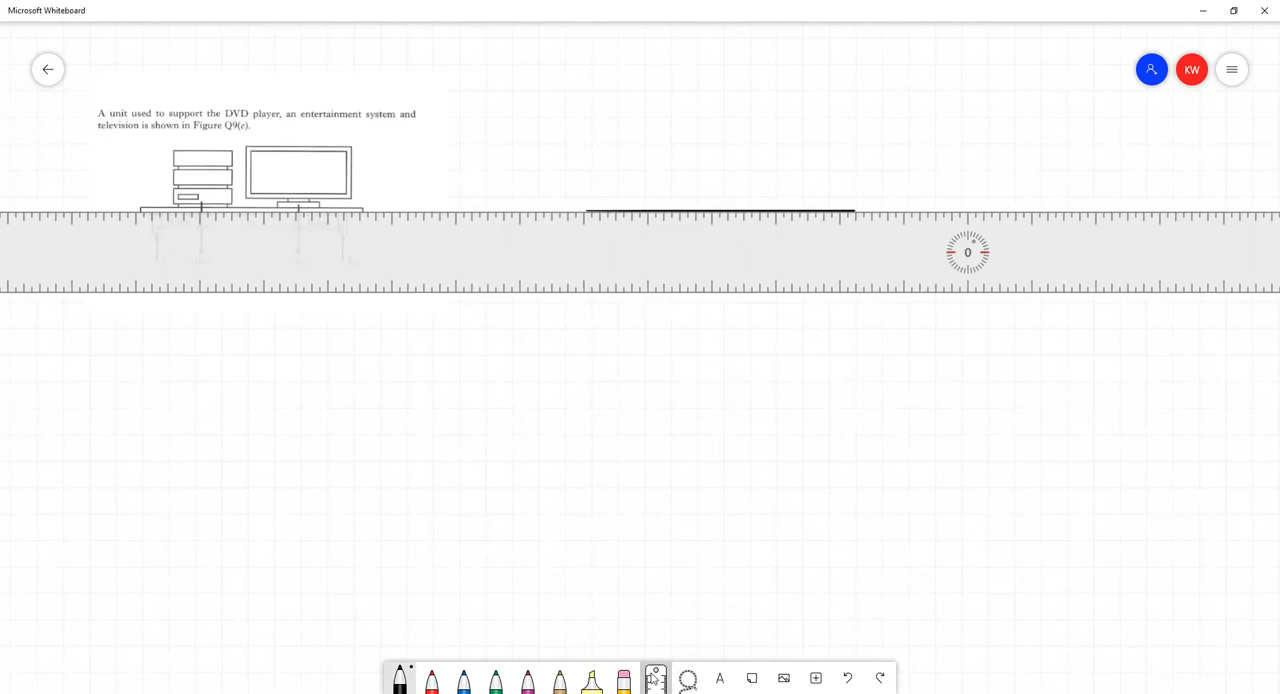 Microsoft Whiteboard
KW
A unit used to support the DVD player, an entertainment system and
television is shown in Figure Q9(c).
0
A